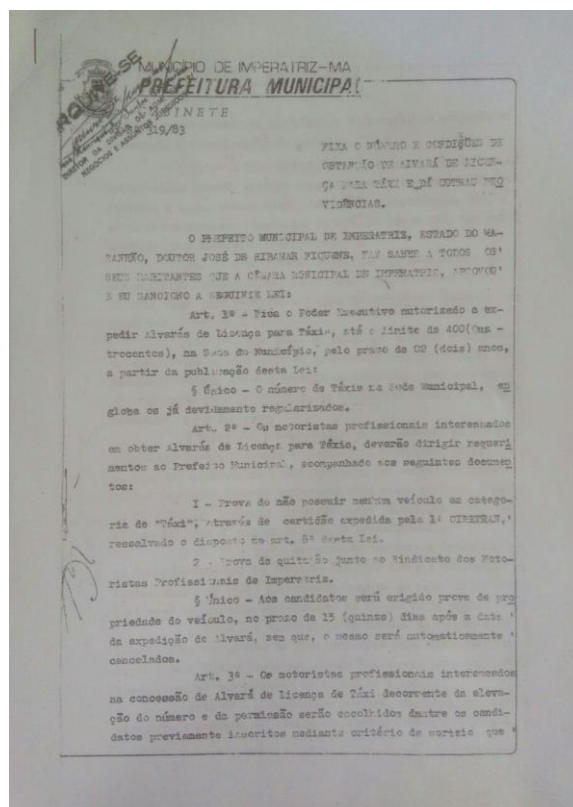 MUNICÍPIO DE IMPERATRIZ-MA
PREFEITURA MUNICIPAL
GABINETE
319/83
ARQUIVE-SE
DIRETOR DA DIVISÃO DE
NEGÓCIOS E ASSUNTOS
FIXA O NÚMERO E CONDIÇÕES DE
OBTENÇÃO DE ALVARÁ DE LICEN-
ÇA PARA TÁXI E DÁ OUTRAS PRO
VIDÊNCIAS.
O PREFEITO MUNICIPAL DE IMPERATRIZ, ESTADO DO MA-
RANHÃO, DOUTOR JOSÉ DE RIBAMAR FIQUENE, FAZ SABER A TODOS OS'
SEUS HABITANTES QUE A CÂMARA MUNICIPAL DE IMPERATRIZ, APROVOU'
E EU SANCIONO A SEGUINTE LEI:
Art. 1º - Fica o Poder Executivo autorizado a ex-
pedir Alvarás de Licença para Táxis, até o limite de 400(Qua -
trocentos), na Sede do Município, pelo prazo de 02 (dois) anos,
a partir da publicação desta Lei:
§ Único - O número de Táxis na Sede Municipal, en
globa os já devidamente regularizados.
Art. 2º - Os motoristas profissionais interessados
em obter Alvarás de Licença para Táxis, deverão dirigir requeri
mentos ao Prefeito Municipal, acompanhado aos seguintes documen
tos:
I - Prova de não possuir nenhum veículo na catego-
ria de "Táxi", através de certidão expedida pela 1ª CIRETRAN,'
ressalvado o disposto no art. 8º desta Lei.
2 - Prova de quitação junto ao Sindicato dos Moto-
ristas Profissionais de Imperatriz.
§ Único - Aos candidatos será exigido prova de pro
priedade do veículo, no prazo de 15 (quinze) dias após a data '
da expedição do Alvará, sem que, o mesmo será automaticamente '
cancelados.
Art. 3º - Os motoristas profissionais interessados
na concessão de Alvará de Licença de Táxi decorrente da eleva-
ção do número e da permissão serão escolhidos dentre os candi-
datos previamente inscritos mediante critério de sorteio que '